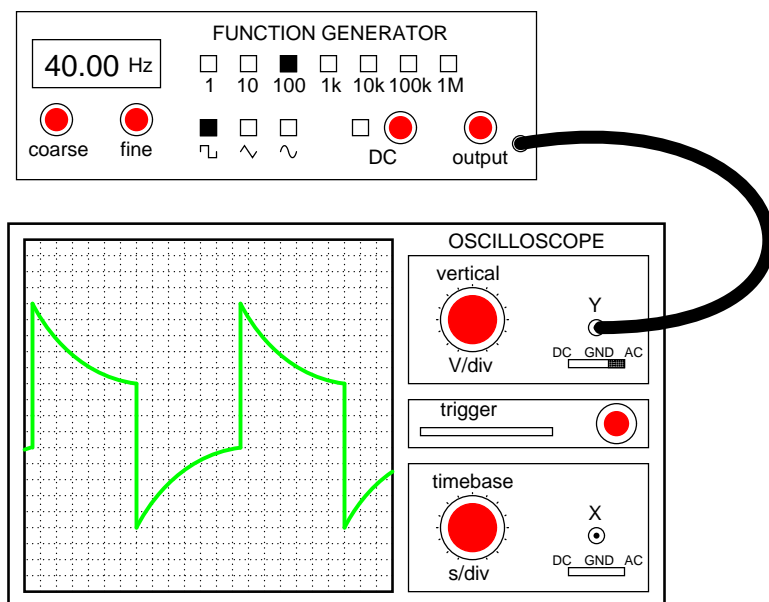 FUNCTION GENERATOR
40.00 Hz
1 10 100 1k 10k 100k 1M
coarse fine DC output
OSCILLOSCOPE
vertical
Y
DC GND AC
V/div
trigger
timebase
X
DC GND AC
s/div